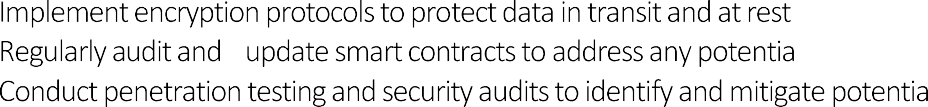 Implement encryption protocols to protect data in transit and at rest
Regularly audit and update smart contracts to address any potentia
Conduct penetration testing and security audits to identify and mitigate potentia